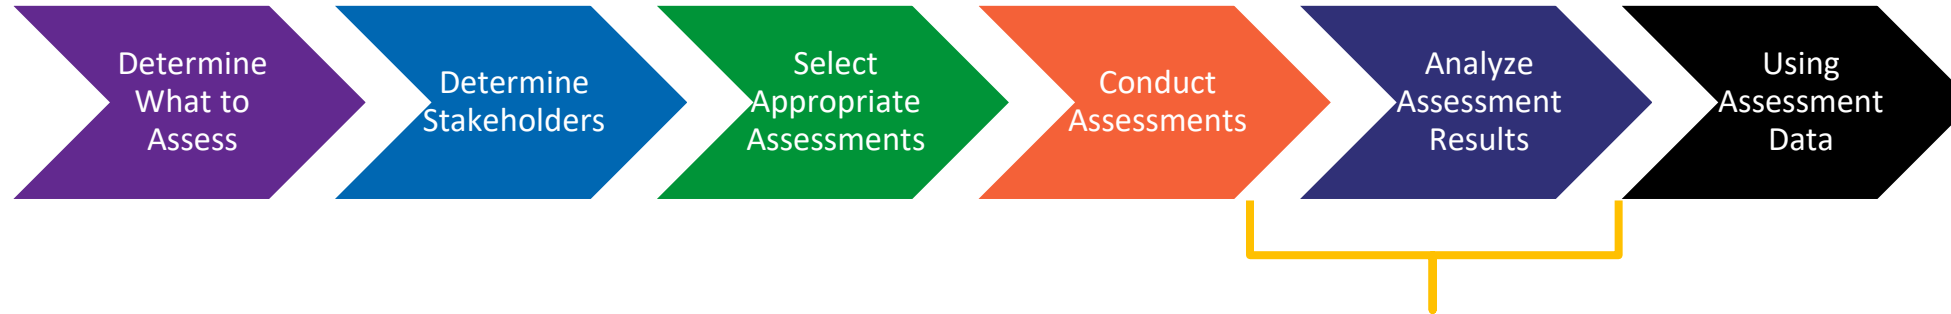 Determine
What to
Assess
Determine
Stakeholders
Select
Appropriate
Assessments
Conduct
Assessments
Analyze
Assessment
Results
Using
Assessment
Data